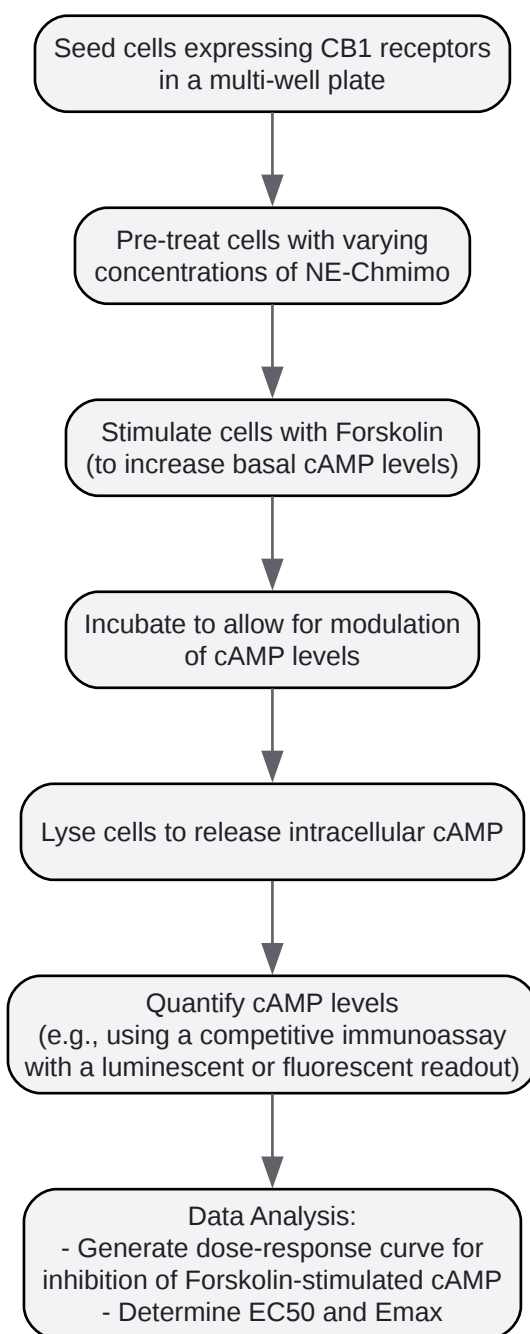 Seed cells expressing CB1 receptors
in a multi-well plate
Pre-treat cells with varying
concentrations of NE-Chmimo
Stimulate cells with Forskolin
(to increase basal cAMP levels)
Incubate to allow for modulation
of cAMP levels
Lyse cells to release intracellular cAMP
Quantify cAMP levels
(e.g., using a competitive immunoassay
with a luminescent or fluorescent readout)
Data Analysis:
- Generate dose-response curve for
inhibition of Forskolin-stimulated cAMP
- Determine EC50 and Emax